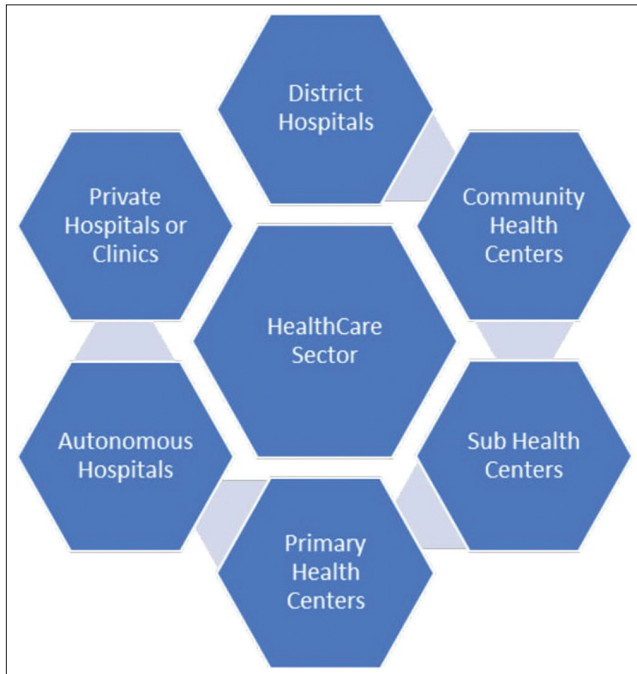 District
Hospitals
Private
Hospitals or
Clinics
Community
Health
Centers
HealthCare
Sector
Autonomous
Hospitals
Sub Health
Centers
Primary
Health
Centers